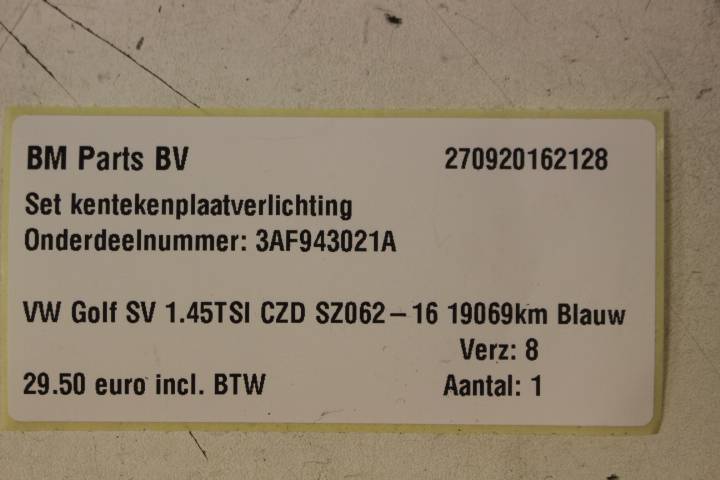 BM Parts BV 270920162128
Set kentekenplaatverlichting
Onderdeelnummer: 3AF943021A
VW Golf SV 1.45TSI CZD SZ062-16 19069km Blauw
Verz: 8
29.50 euro incl. BTW Aantal: 1